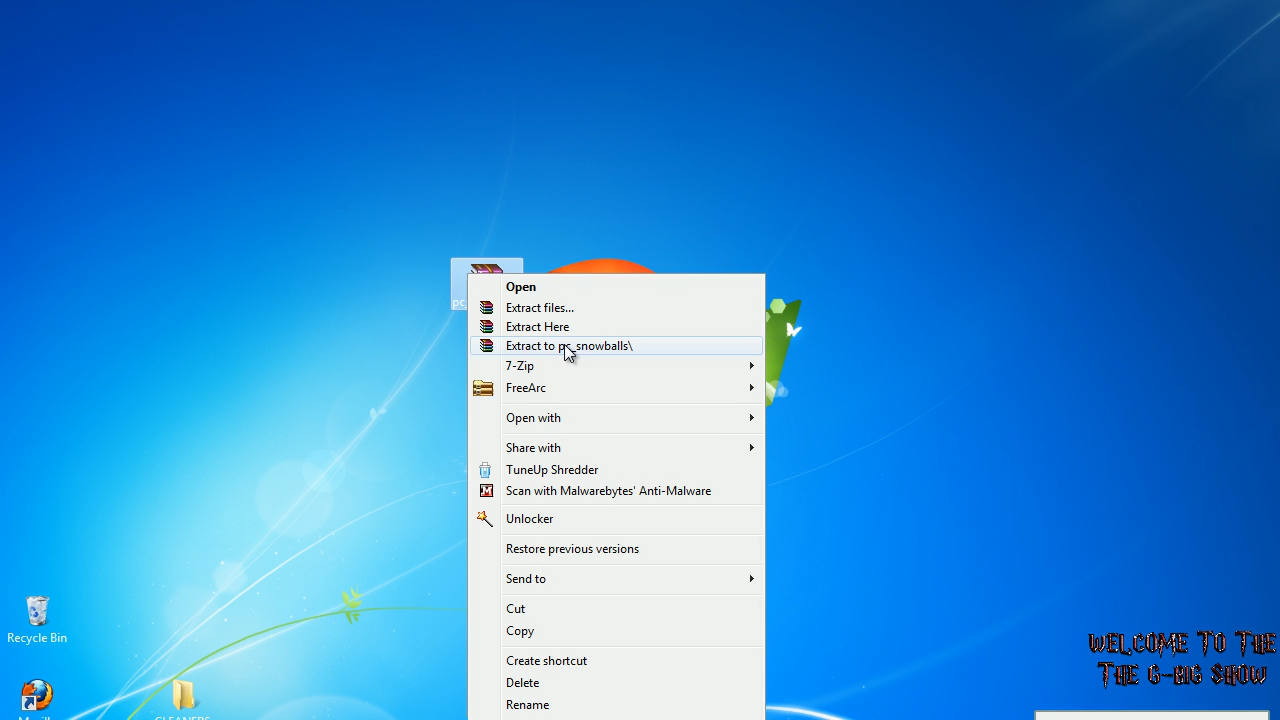 pc_
Open
Extract files...
Extract Here
Extract to pc_snowballs\
7-Zip
FreeArc
Open with
Share with
TuneUp Shredder
Scan with Malwarebytes' Anti-Malware
Unlocker
Restore previous versions
Send to
Cut
Copy
Create shortcut
Delete
Rename
Recycle Bin
CLEANERS
WELCOME TO THE
THE G-BIG SHOW